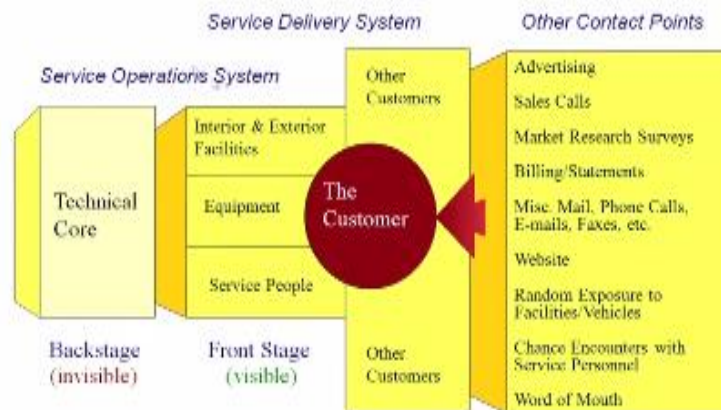 Service Delivery System
Other Contact Points
Service Operations System
Technical
Core
Backstage
(invisible)
Interior & Exterior
Facilities
Equipment
Service People
Front Stage
(visible)
Other
Customers
The
Customer
Other
Customers
Advertising
Sales Calls
Market Research Surveys
Billing/Statements
Misc. Mail, Phone Calls,
E-mails, Faxes, etc.
Website
Random Exposure to
Facilities/Vehicles
Chance Encounters with
Service Personnel
Word of Mouth